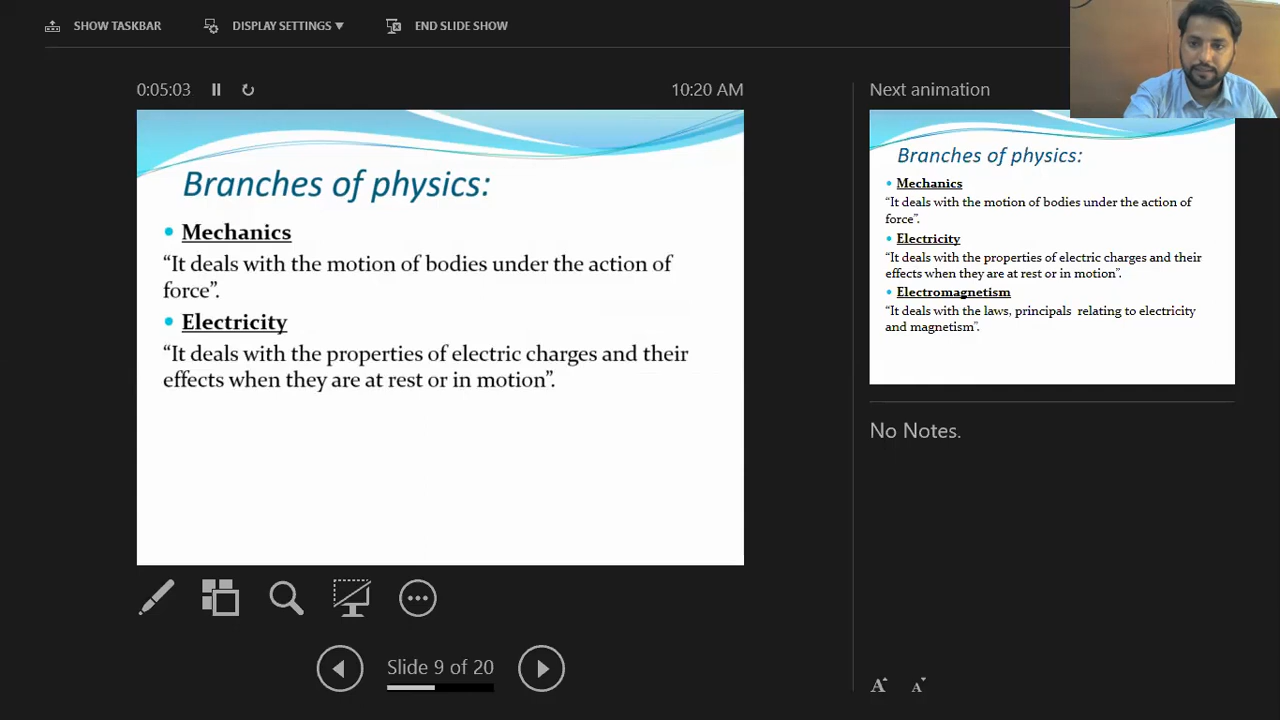 SHOW TASKBAR
DISPLAY SETTINGS
END SLIDE SHOW
0:05:03
10:20 AM
Branches of physics:
• Mechanics
“It deals with the motion of bodies under the action of
force”.
• Electricity
“It deals with the properties of electric charges and their
effects when they are at rest or in motion”.
Slide 9 of 20
Next animation
Branches of physics:
• Mechanics
“It deals with the motion of bodies under the action of
force”.
• Electricity
“It deals with the properties of electric charges and their
effects when they are at rest or in motion”.
• Electromagnetism
“It deals with the laws, principals relating to electricity
and magnetism”.
No Notes.
A A